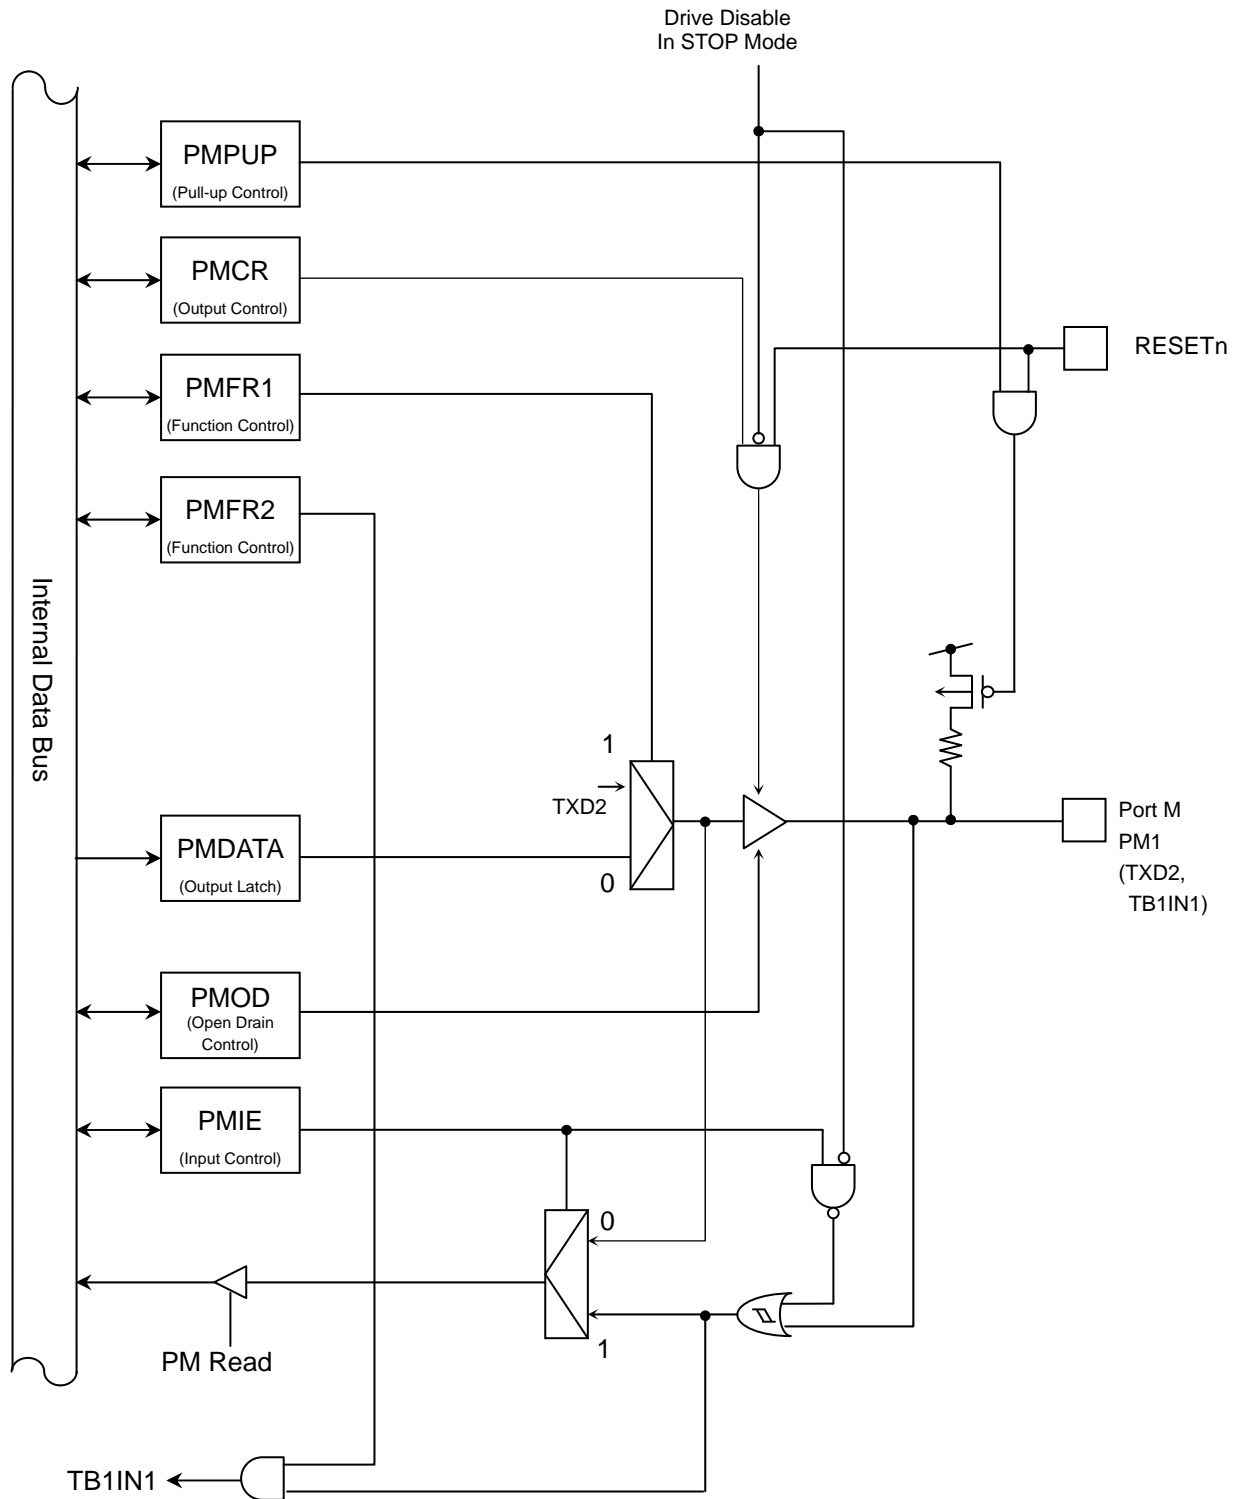 Drive Disable
In STOP Mode
PMPUP
(Pull-up Control)
PMCR
(Output Control)
RESETn
PMFR1
(Function Control)
PMFR2
(Function Control)
Internal Data Bus
1
TXD2
0
Port M
PM1
(TXD2,
TB1IN1)
PMDATA
(Output Latch)
PMOD
(Open Drain
Control)
PMIE
(Input Control)
0
1
PM Read
TB1IN1